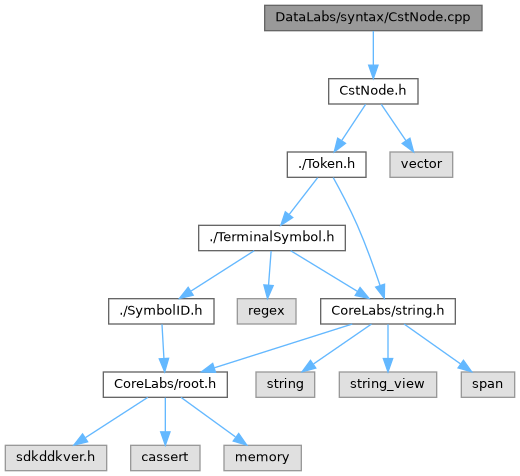 DataLabs/syntax/CstNode.cpp
CstNode.h
./Token.h
vector
./TerminalSymbol.h
./SymbolID.h
regex
CoreLabs/string.h
CoreLabs/root.h
string
string_view
span
sdkddkver.h
cassert
memory